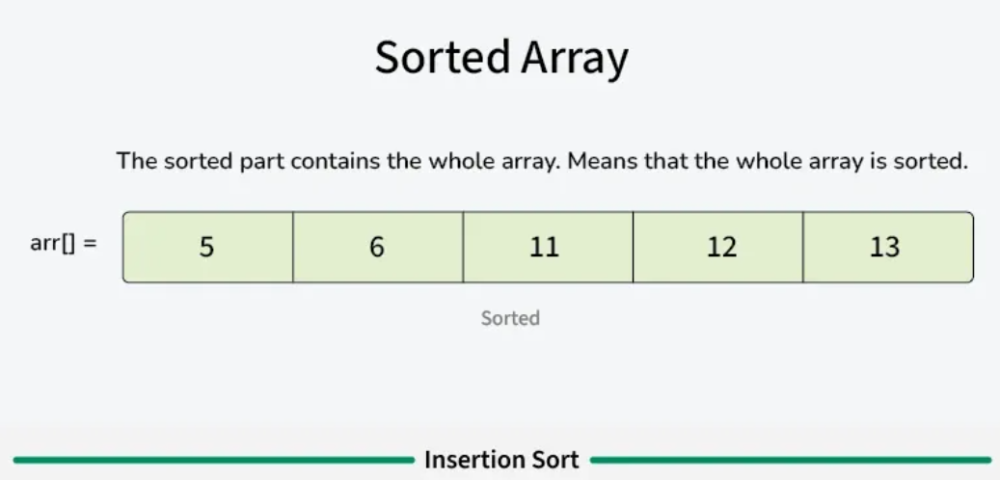 Sorted Array
The sorted part contains the whole array. Means that the whole array is sorted.
arr[] = 5 6 11 12 13
Sorted
Insertion Sort